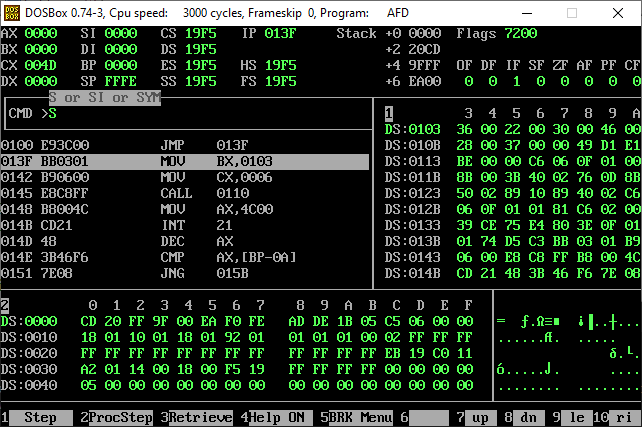 DOSBox 0.74-3, Cpu speed: 3000 cycles, Frameskip 0, Program: AFD
AX 0000 SI 0000 CS 19F5 IP 013F Stack +0 0000 Flags 7200
BX 0000 DI 0000 DS 19F5 +2 20CD
CX 004D BP 0000 ES 19F5 HS 19F5 +4 9FFF OF DF IF SF ZF AF PF CF
DX 0000 SP FFFE SS 19F5 FS 19F5 +6 EA00 0 0 1 0 0 0 0 0
S or SI or SYM
CMD >S
1 3 4 5 6 7 8 9 A
DS:0103 36 00 22 00 30 00 46 00
DS:010B 28 00 37 00 00 49 D1 E1
DS:0113 BE 00 00 C6 06 0F 01 00
DS:011B 8B 00 3B 40 02 76 0D 8B
DS:0123 50 02 89 10 89 40 02 C6
DS:012B 06 0F 01 01 81 C6 02 00
DS:0133 39 CE 75 E4 80 3E 0F 01
DS:013B 01 74 D5 C3 BB 03 01 B9
DS:0143 06 00 E8 C8 FF B8 00 4C
DS:014B CD 21 48 3B 46 F6 7E 08
0100 E93C00 JMP 013F
013F BB0301 MOV BX,0103
0142 B90600 MOV CX,0006
0145 E8C8FF CALL 0110
0148 B8004C MOV AX,4C00
014B CD21 INT 21
014D 48 DEC AX
014E 3B46F6 CMP AX,[BP-0A]
0151 7E08 JNG 015B
2 0 1 2 3 4 5 6 7 8 9 A B C D E F
DS:0000 CD 20 FF 9F 00 EA F0 FE AD DE 1B 05 C5 06 00 00
DS:0010 18 01 10 01 18 01 92 01 01 01 01 00 02 FF FF FF
DS:0020 FF FF FF FF FF FF FF FF FF FF FF FF EB 19 C0 11
DS:0030 A2 01 14 00 18 00 F5 19 FF FF FF FF 00 00 00 00
DS:0040 05 00 00 00 00 00 00 00 00 00 00 00 00 00 00 00
1 Step 2 ProcStep 3 Retrieve 4 Help ON 5 BRK Menu 6 7 up 8 dn 9 le 10 ri